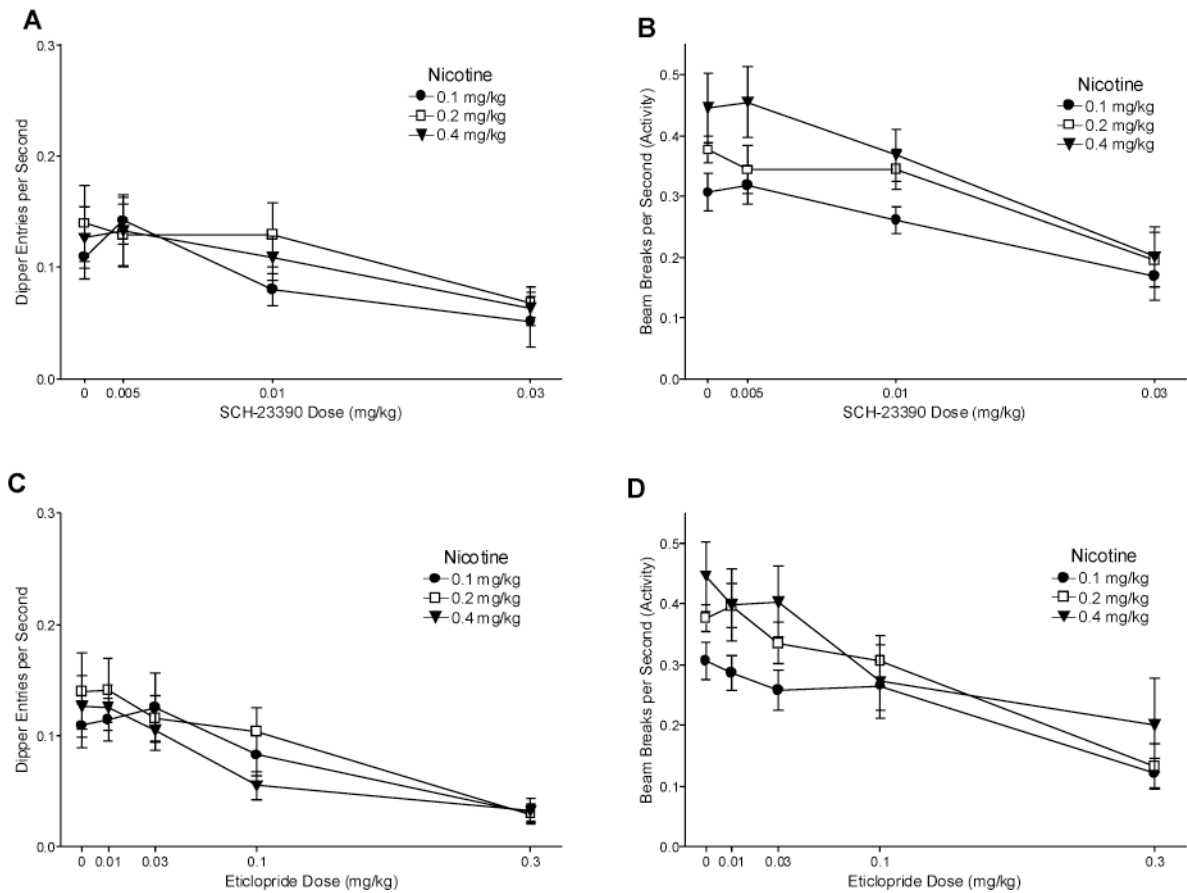 A
0.3
0.2
0.1
0.0
Dipper Entries per Second
Nicotine
0.1 mg/kg
0.2 mg/kg
0.4 mg/kg
0 0.005 0.01 0.03
SCH-23390 Dose (mg/kg)
B
0.5
0.4
0.3
0.2
0.1
0.0
Beam Breaks per Second (Activity)
Nicotine
0.1 mg/kg
0.2 mg/kg
0.4 mg/kg
0 0.005 0.01 0.03
SCH-23390 Dose (mg/kg)
C
0.3
0.2
0.1
0.0
Dipper Entries per Second
Nicotine
0.1 mg/kg
0.2 mg/kg
0.4 mg/kg
0 0.01 0.03 0.1 0.3
Eticlopride Dose (mg/kg)
D
0.5
0.4
0.3
0.2
0.1
0.0
Beam Breaks per Second (Activity)
Nicotine
0.1 mg/kg
0.2 mg/kg
0.4 mg/kg
0 0.01 0.03 0.1 0.3
Eticlopride Dose (mg/kg)